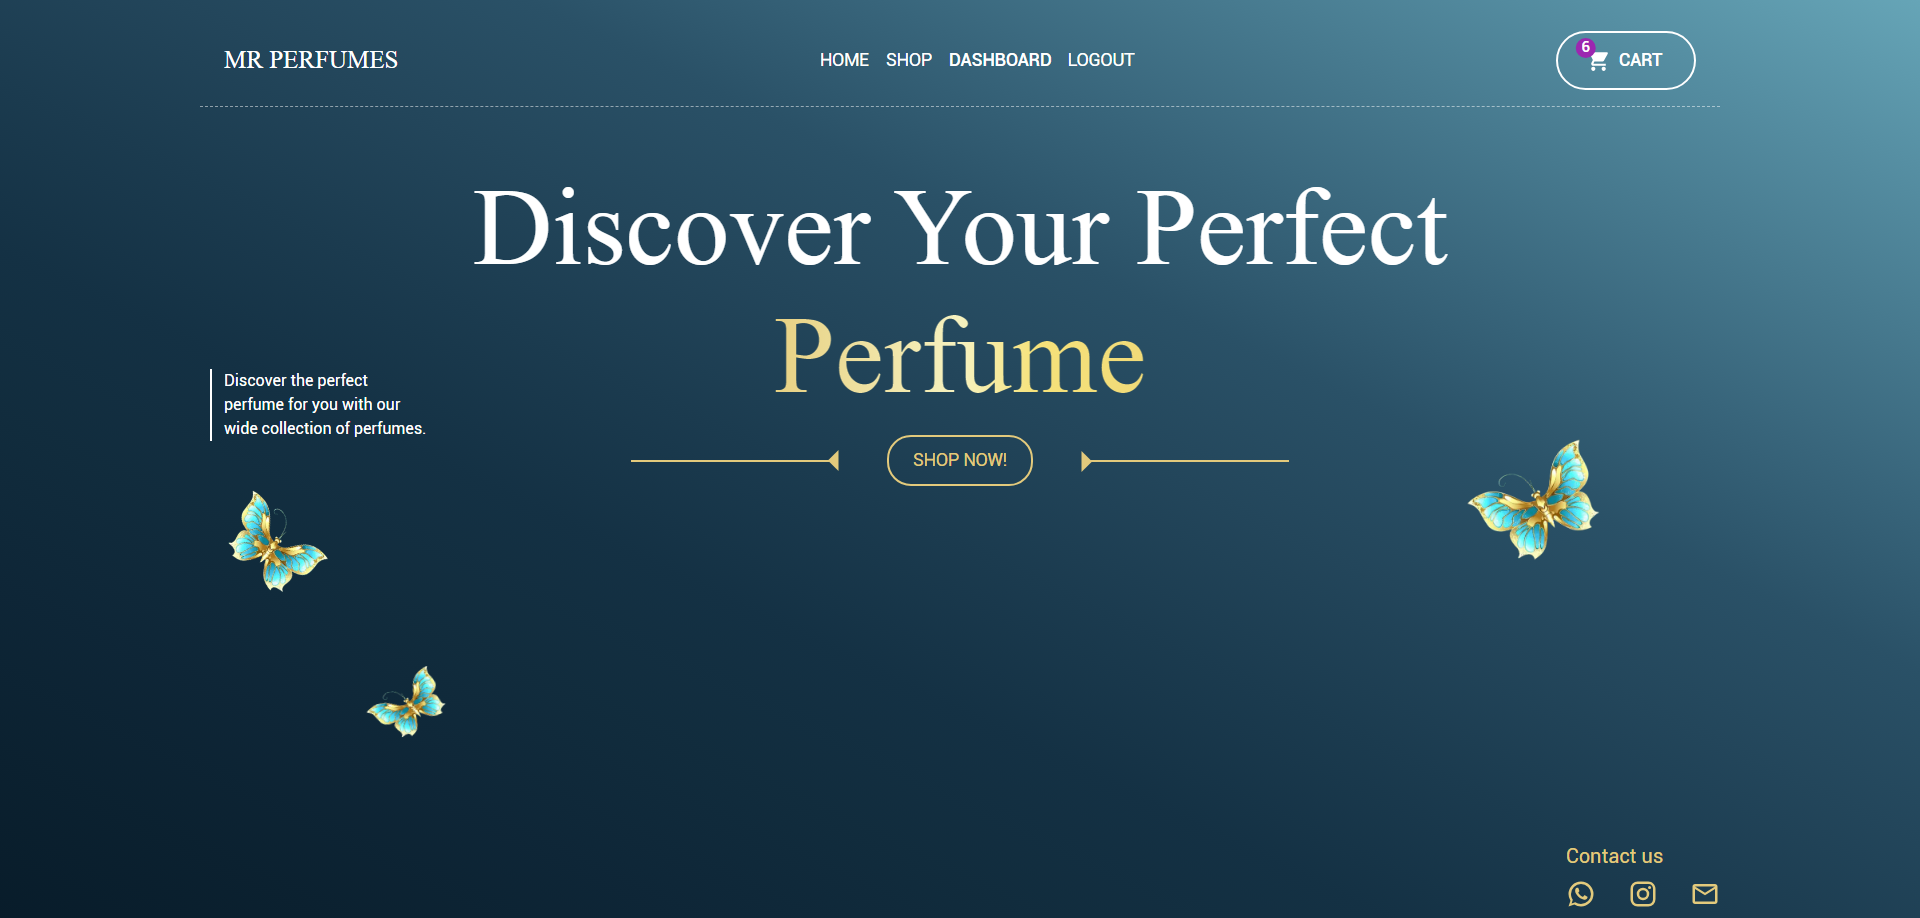 MR PERFUMES
HOME SHOP DASHBOARD LOGOUT
6
CART
Discover Your Perfect
Perfume
Discover the perfect
perfume for you with our
wide collection of perfumes.
SHOP NOW!
Contact us